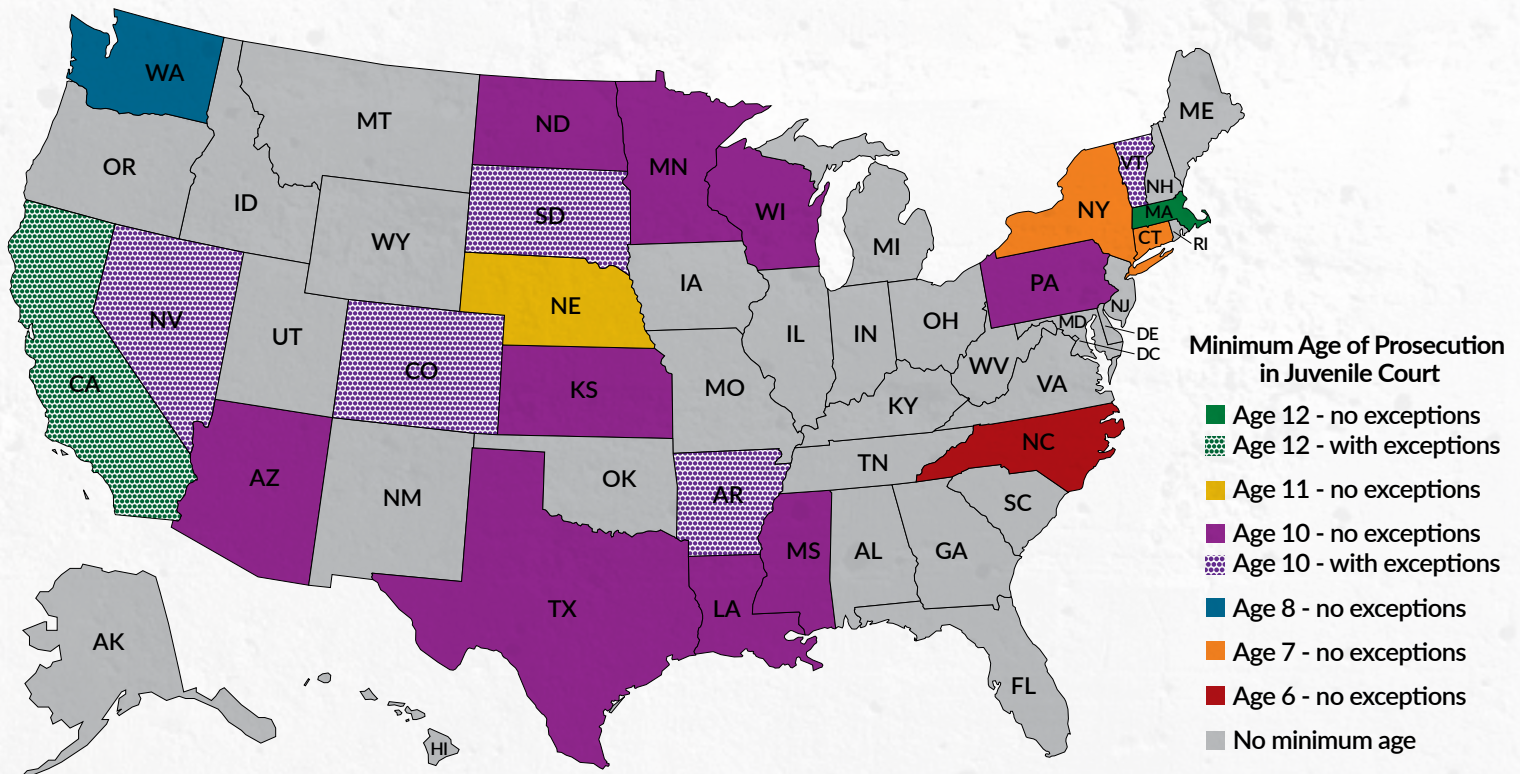 WA
MT
ND
MN
ME
OR
ID
WY
SD
WI
MI
NY
VT
NH
MA
CT
RI
NV
UT
CO
NE
IA
IL
IN
OH
PA
NJ
MD
DE
DC
CA
KS
MO
KY
WV
VA
AZ
NM
OK
AR
TN
NC
SC
TX
LA
MS
AL
GA
FL
AK
HI
Minimum Age of Prosecution
in Juvenile Court
Age 12 - no exceptions
Age 12 - with exceptions
Age 11 - no exceptions
Age 10 - no exceptions
Age 10 - with exceptions
Age 8 - no exceptions
Age 7 - no exceptions
Age 6 - no exceptions
No minimum age